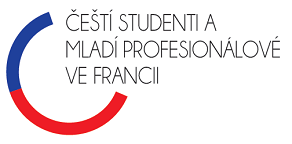 ČEŠTÍ STUDENTI A
MLADÍ PROFESIONÁLOVÉ
VE FRANCII